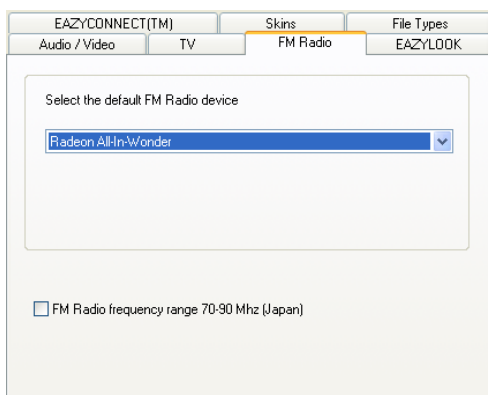 EAZYCONNECT(TM) Skins File Types
Audio / Video TV FM Radio EAZYLOOK
Select the default FM Radio device
Radeon All-In-Wonder
FM Radio frequency range 70-90 Mhz (Japan)